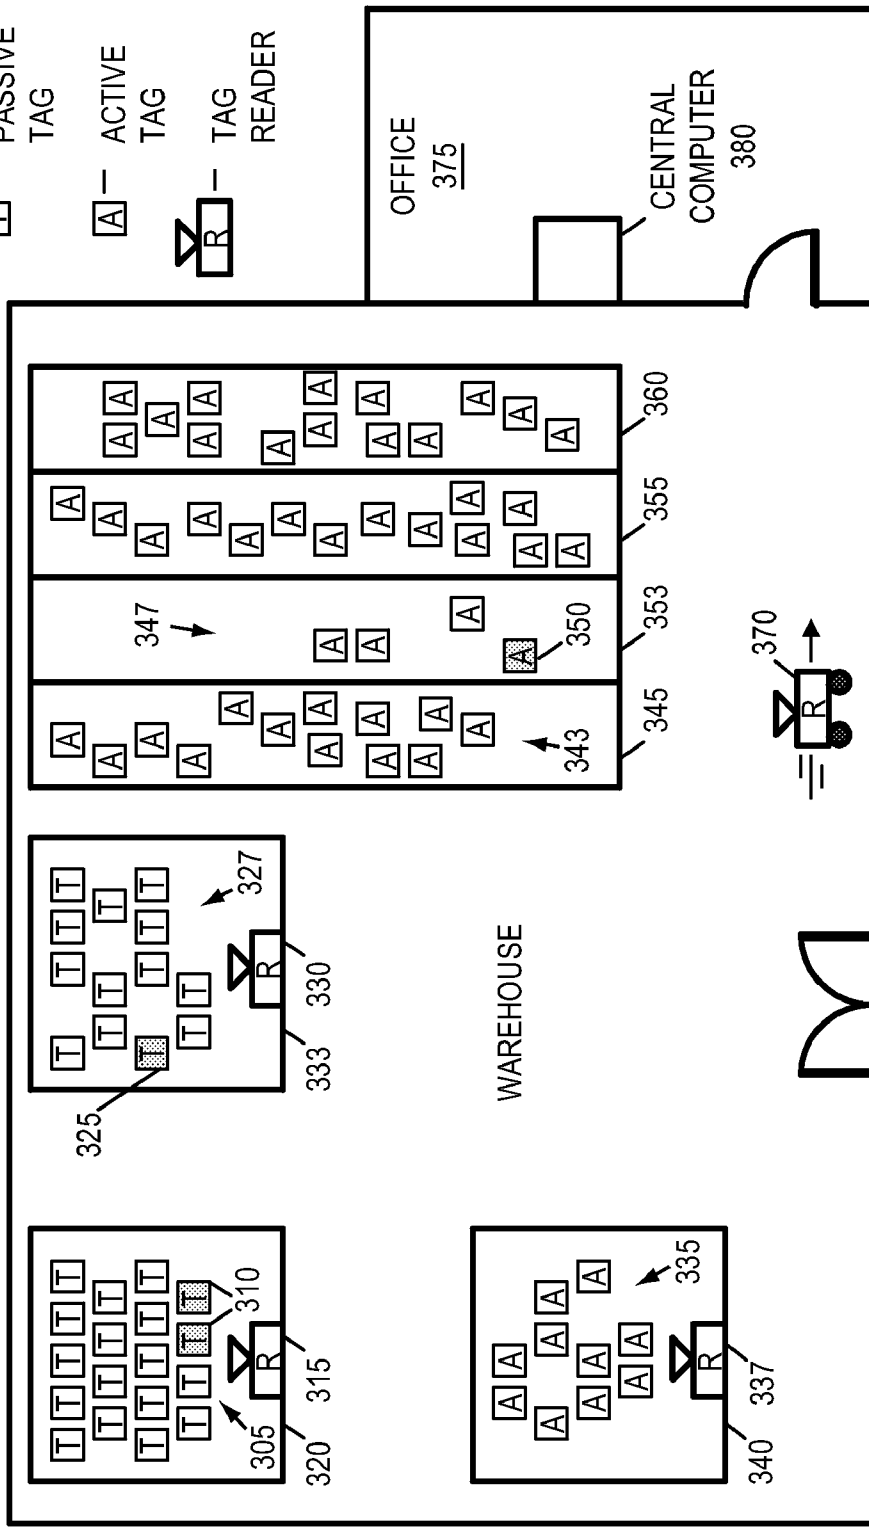 PASSIVE
TAG
A — ACTIVE
TAG
R — TAG
READER
T T T T T
T T T T
T T T T T
T T T T
305
310
R
320
315
T T T T
T T T
T T T T
T T
325
327
R
333
330
A A A A A A A A A A A A A
343
345
347
A A A A
350
353
A A A A A A A A A A A A A A
355
A A A A A A A A A A A A A A
360
OFFICE
375
CENTRAL
COMPUTER
380
WAREHOUSE
A A
A A A
A A A
A A
335
R
340
337
370
R